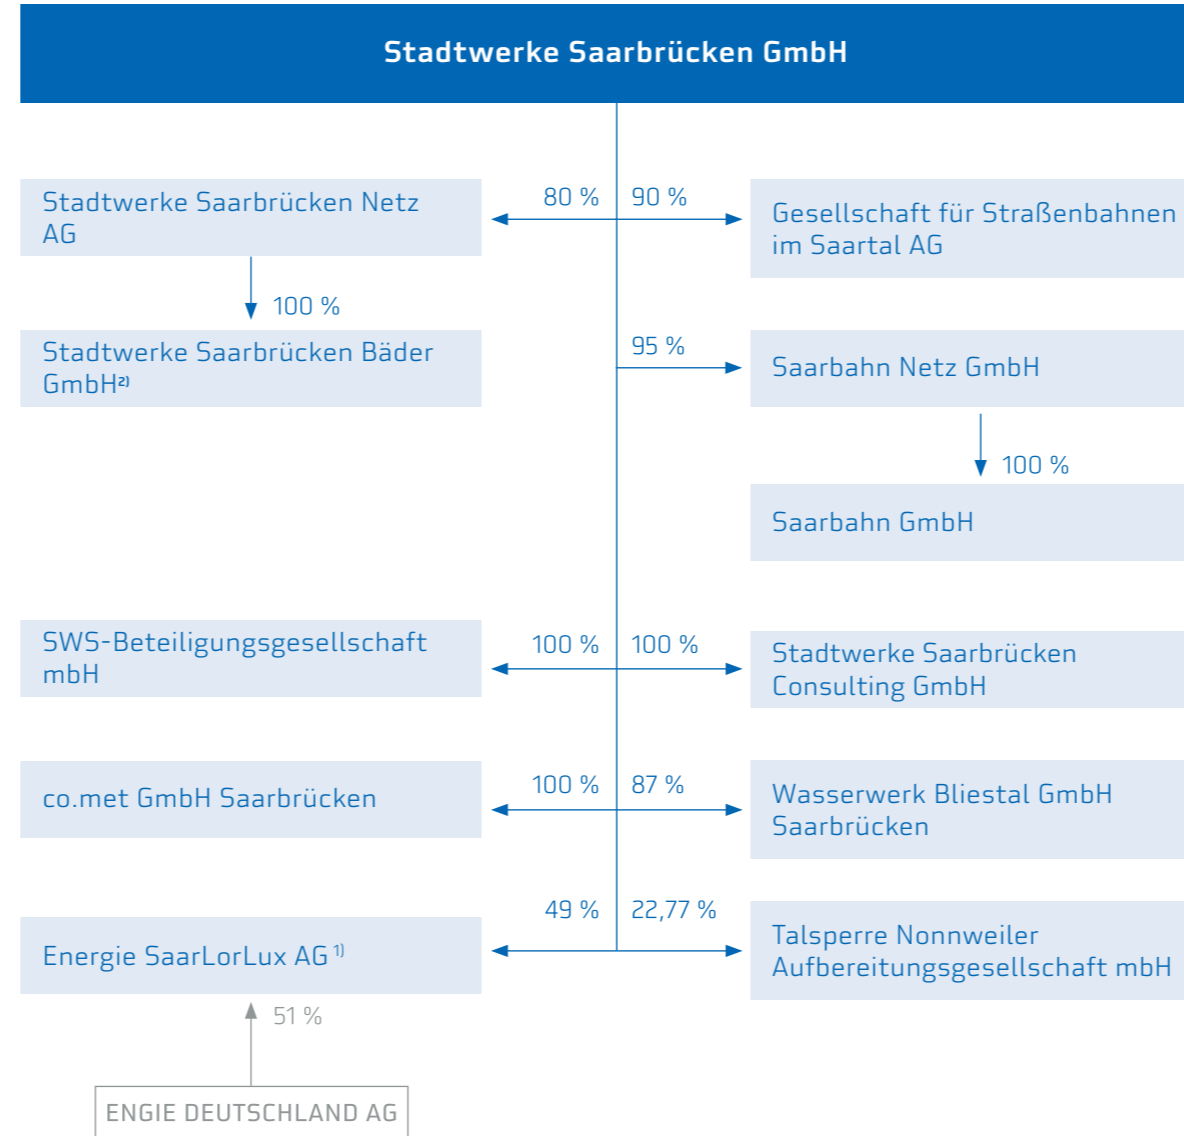 Stadtwerke Saarbrücken GmbH
80 %
90 %
Stadtwerke Saarbrücken Netz
AG
Gesellschaft für Straßenbahnen
im Saartal AG
100 %
Stadtwerke Saarbrücken Bäder
GmbH²⁾
95 %
Saarbahn Netz GmbH
100 %
Saarbahn GmbH
SWS-Beteiligungsgesellschaft
mbH
100 %
100 %
Stadtwerke Saarbrücken
Consulting GmbH
co.met GmbH Saarbrücken
100 %
87 %
Wasserwerk Bliestal GmbH
Saarbrücken
49 %
22,77 %
Energie SaarLorLux AG ¹⁾
Talsperre Nonnweiler
Aufbereitungsgesellschaft mbH
51 %
ENGIE DEUTSCHLAND AG